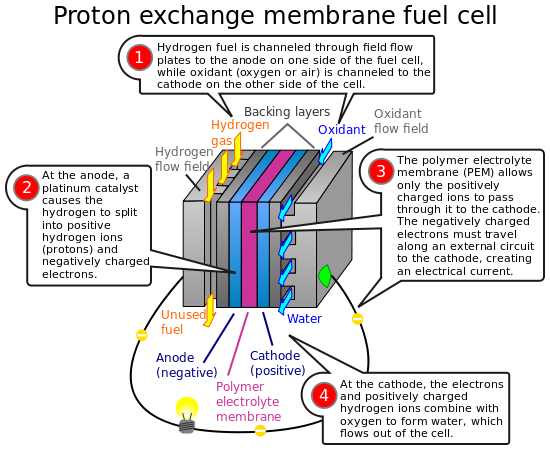 Proton exchange membrane fuel cell
1
Hydrogen fuel is channeled through field flow
plates to the anode on one side of the fuel cell,
while oxidant (oxygen or air) is channeled to the
cathode on the other side of the cell.
Backing layers
Oxidant
flow field
Hydrogen
gas
Oxidant
Hydrogen
flow field
2
At the anode, a
platinum catalyst
causes the
hydrogen to split
into positive
hydrogen ions
(protons) and
negatively charged
electrons.
3
The polymer electrolyte
membrane (PEM) allows
only the positively
charged ions to pass
through it to the cathode.
The negatively charged
electrons must travel
along an external circuit
to the cathode, creating
an electrical current.
Unused
fuel
Water
Anode
(negative)
Cathode
(positive)
Polymer
electrolyte
membrane
4
At the cathode, the electrons
and positively charged
hydrogen ions combine with
oxygen to form water, which
flows out of the cell.